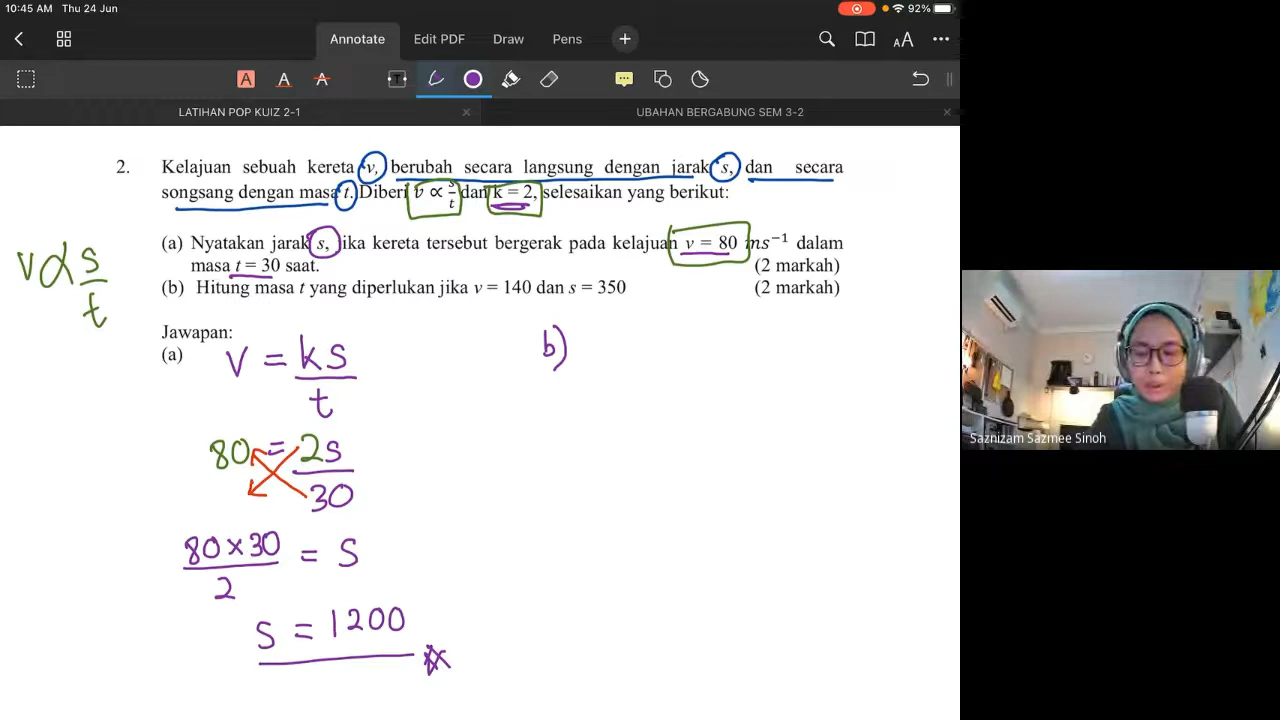 10:45 AM Thu 24 Jun
92%
Annotate Edit PDF Draw Pens
LATIHAN POP KUIZ 2-1
UBAHAN BERGABUNG SEM 3-2
2. Kelajuan sebuah kereta v, berubah secara langsung dengan jarak s, dan secara
songsang dengan masa t. Diberi v ∝ s/t dan k = 2, selesaikan yang berikut:
(a) Nyatakan jarak s, jika kereta tersebut bergerak pada kelajuan v = 80 ms⁻¹ dalam
masa t = 30 saat. (2 markah)
(b) Hitung masa t yang diperlukan jika v = 140 dan s = 350 (2 markah)
v ∝ s/t
Jawapan:
(a) v = ks/t
80 = 2s/30
80 × 30/2 = s
s = 1200
b)
Saznizam Sazmee Sinoh